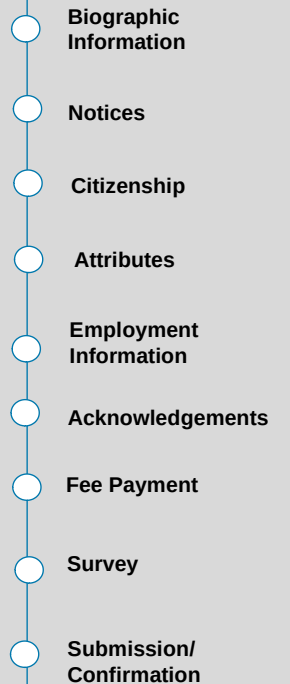 Biographic
Information
Notices
Citizenship
Attributes
Employment
Information
Acknowledgements
Fee Payment
Survey
Submission/
Confirmation